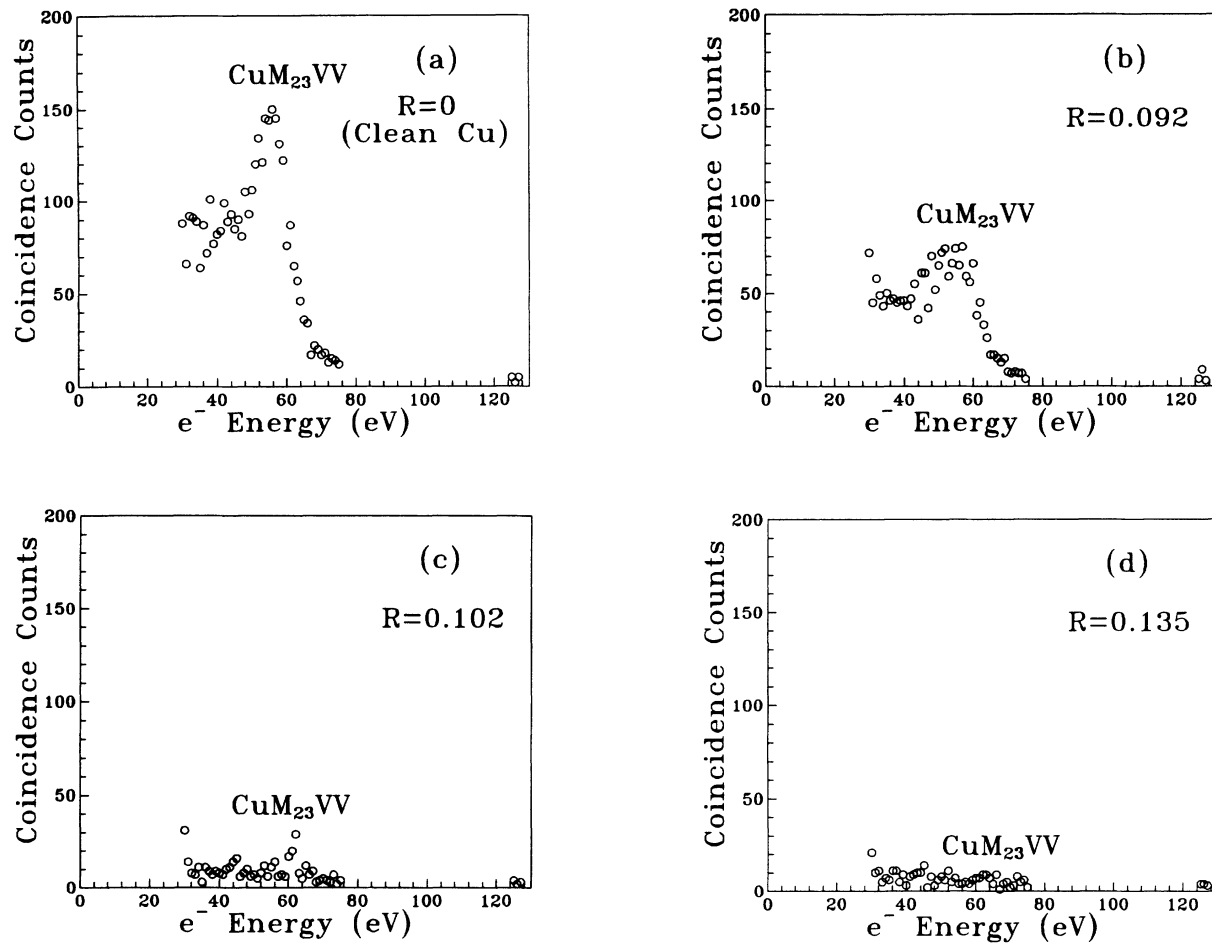 200
150
100
50
0
Coincidence Counts
(a)
CuM₂₃VV
R=0
(Clean Cu)
0 20 40 60 80 100 120
e⁻ Energy (eV)
200
150
100
50
0
Coincidence Counts
(b)
R=0.092
CuM₂₃VV
0 20 40 60 80 100 120
e⁻ Energy (eV)
200
150
100
50
0
Coincidence Counts
(c)
R=0.102
CuM₂₃VV
0 20 40 60 80 100 120
e⁻ Energy (eV)
200
150
100
50
0
Coincidence Counts
(d)
R=0.135
CuM₂₃VV
0 20 40 60 80 100 120
e⁻ Energy (eV)